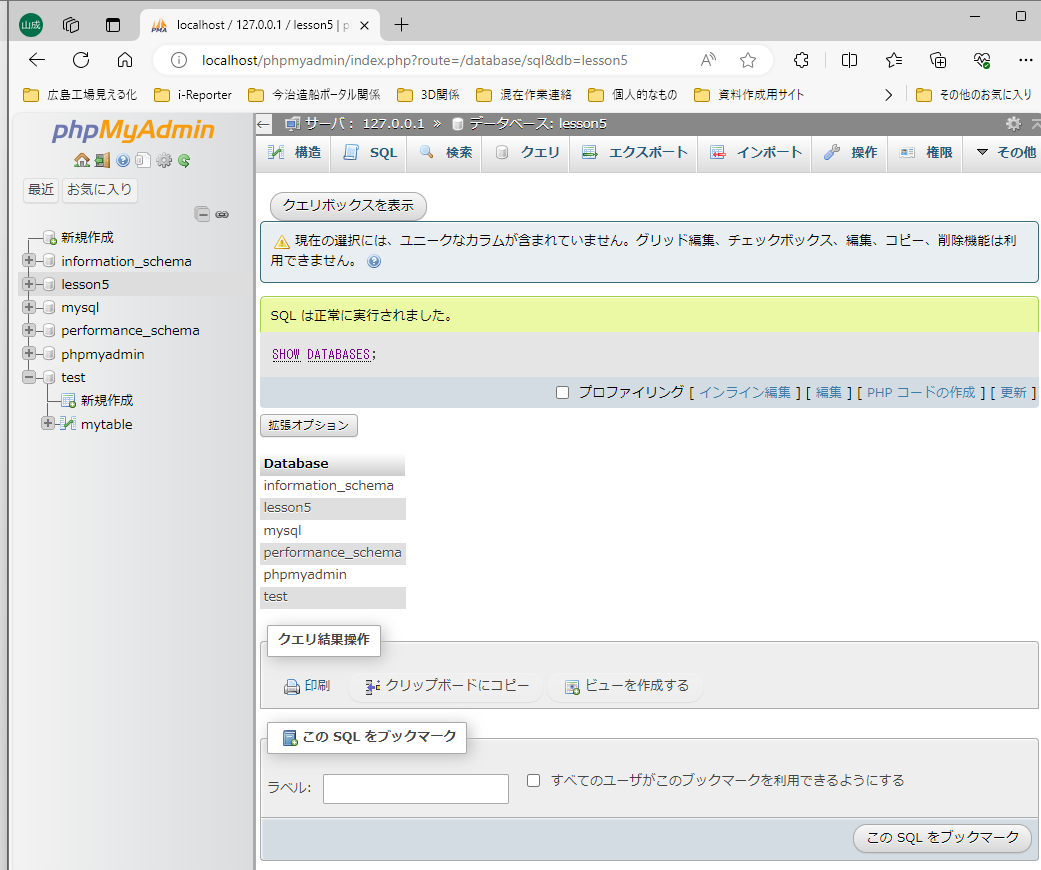 山成
localhost / 127.0.0.1 / lesson5 | p
localhost/phpmyadmin/index.php?route=/database/sql&db=lesson5
広島工場見える化 i-Reporter 今治造船ポータル関係 3D関係 混在作業連絡 個人的なもの 資料作成用サイト その他のお気に入り
phpMyAdmin
最近 お気に入り
新規作成
information_schema
lesson5
mysql
performance_schema
phpmyadmin
test
新規作成
mytable
サーバ: 127.0.0.1 » データベース: lesson5
構造 SQL 検索 クエリ エクスポート インポート 操作 権限 その他
クエリボックスを表示
現在の選択には、ユニークなカラムが含まれていません。グリッド編集、チェックボックス、編集、コピー、削除機能は利
用できません。
SQL は正常に実行されました。
SHOW DATABASES;
プロファイリング [ インライン編集 ] [ 編集 ] [ PHP コードの作成 ] [ 更新 ]
拡張オプション
Database
information_schema
lesson5
mysql
performance_schema
phpmyadmin
test
クエリ結果操作
印刷 クリップボードにコピー ビューを作成する
この SQL をブックマーク
ラベル: すべてのユーザがこのブックマークを利用できるようにする
この SQL をブックマーク